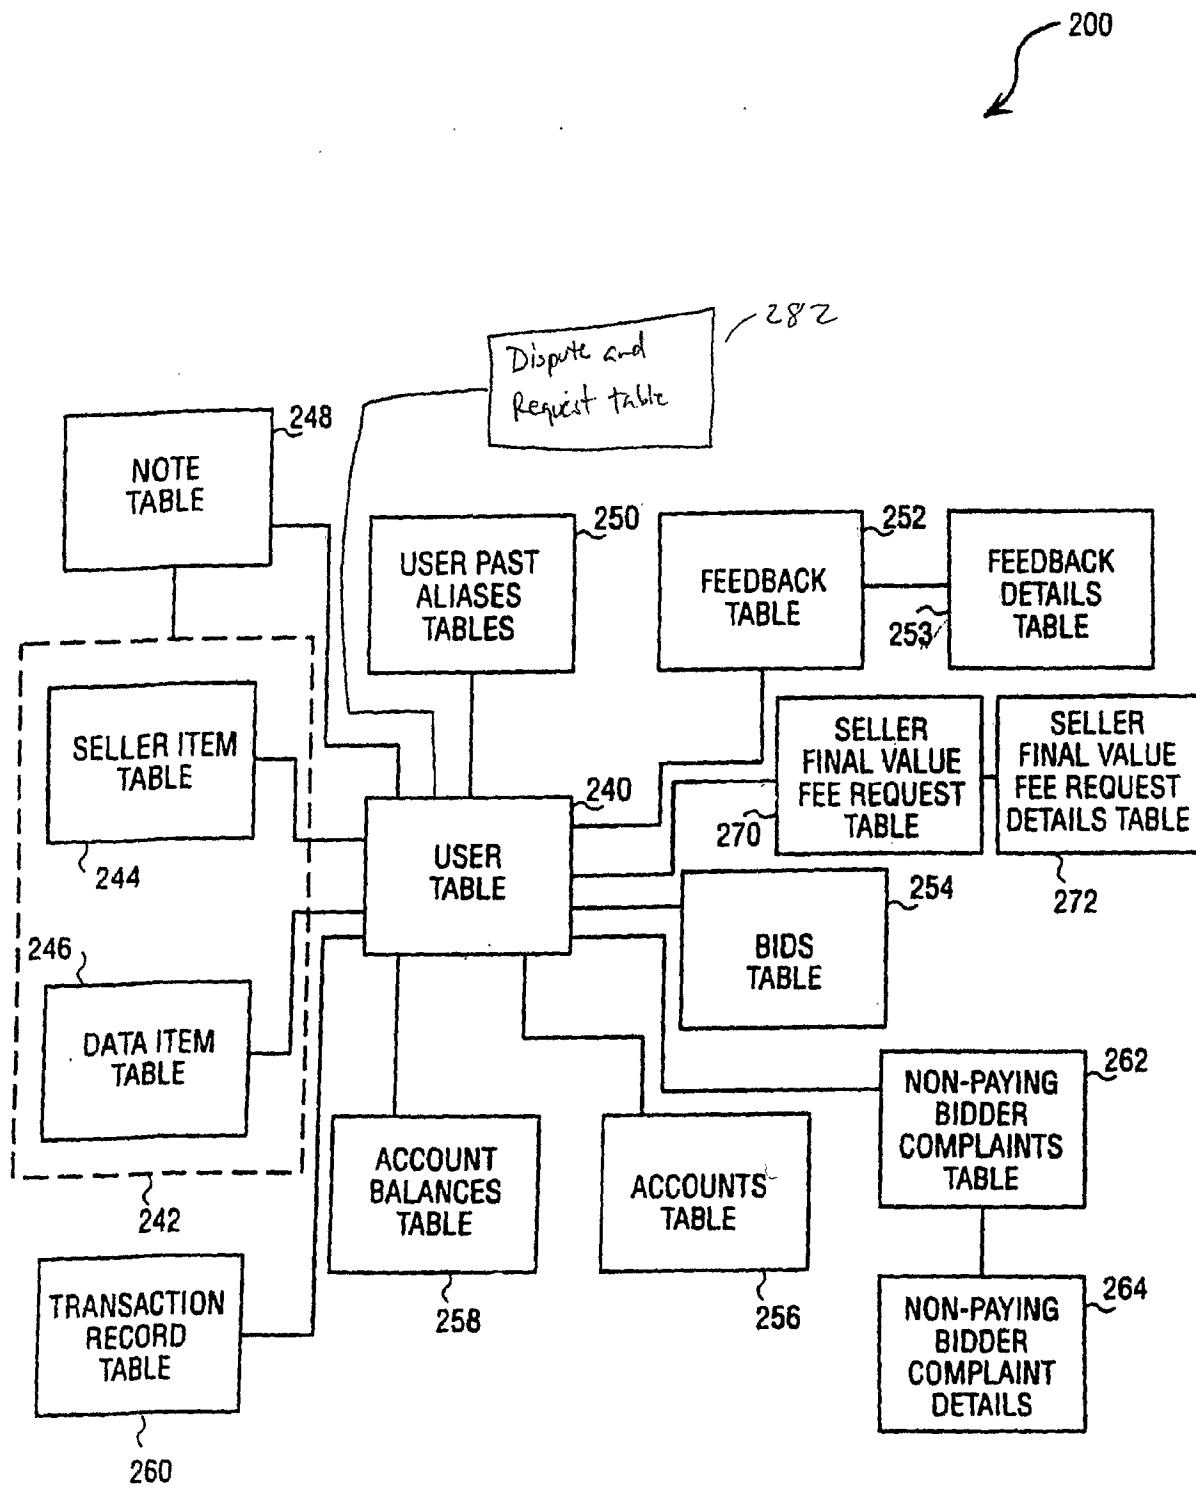 200
282
Dispute and
Request table
248
NOTE
TABLE
250
USER PAST
ALIASES
TABLES
252
FEEDBACK
TABLE
FEEDBACK
DETAILS
TABLE
253
SELLER ITEM
TABLE
244
SELLER
FINAL VALUE
FEE REQUEST
TABLE
270
SELLER
FINAL VALUE
FEE REQUEST
DETAILS TABLE
272
240
USER
TABLE
254
BIDS
TABLE
246
DATA ITEM
TABLE
242
262
NON-PAYING
BIDDER
COMPLAINTS
TABLE
ACCOUNT
BALANCES
TABLE
258
ACCOUNTS
TABLE
256
TRANSACTION
RECORD
TABLE
260
264
NON-PAYING
BIDDER
COMPLAINT
DETAILS